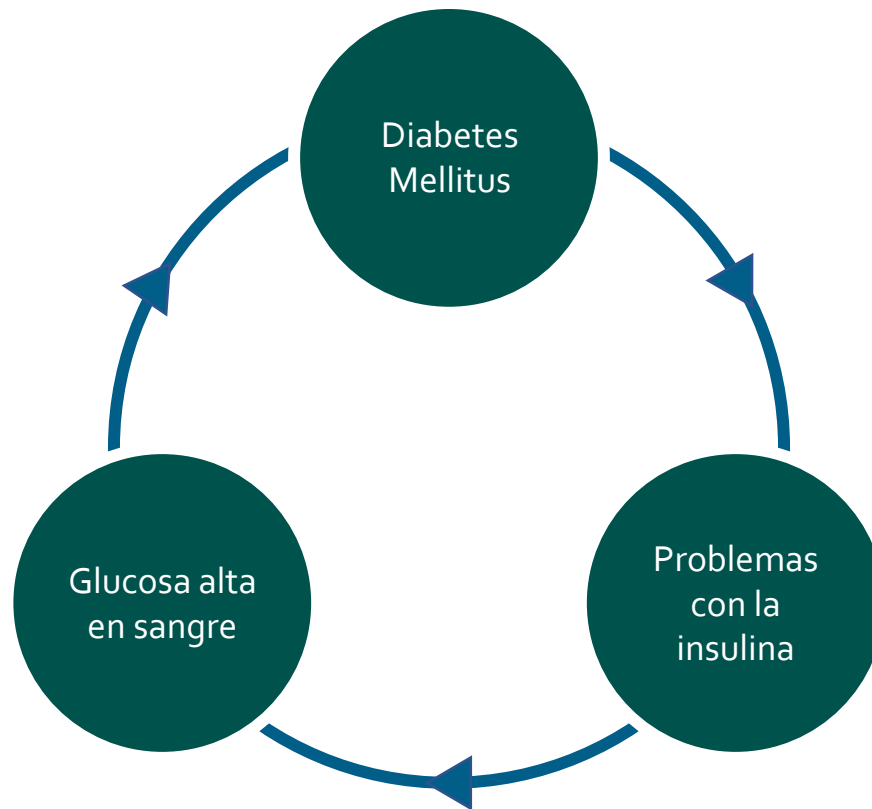 Diabetes
Mellitus
Problemas
con la
insulina
Glucosa alta
en sangre